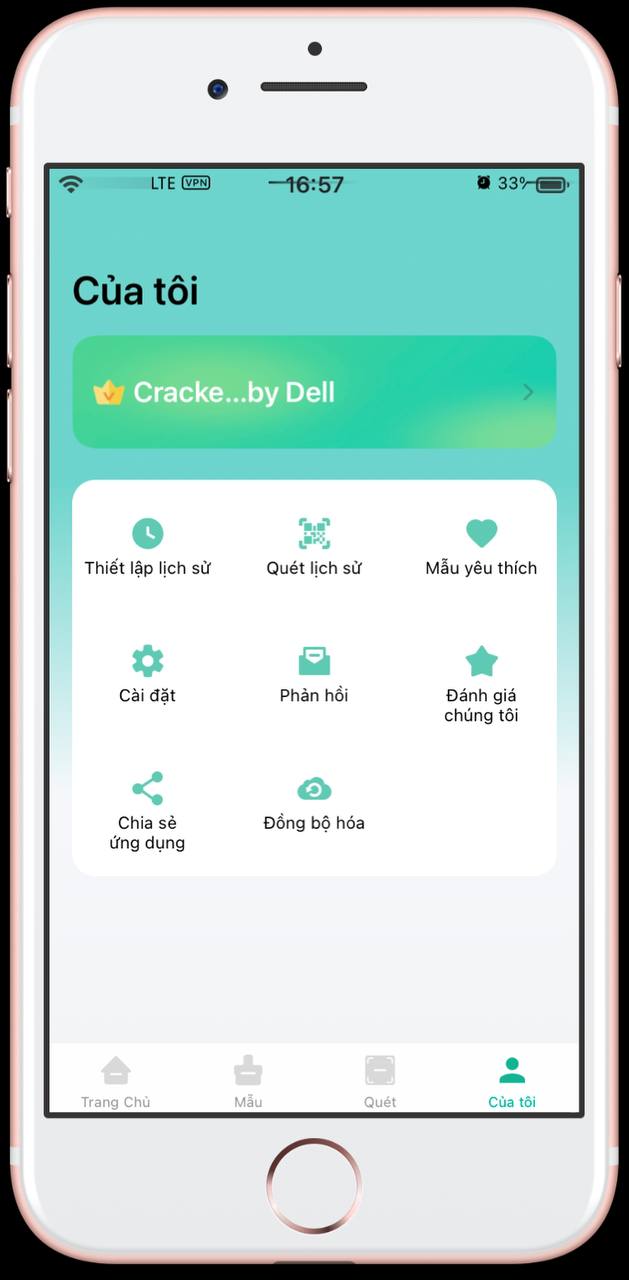 LTE VPN 16:57 33%
Của tôi
Cracke...by Dell
Thiết lập lịch sử
Quét lịch sử
Mẫu yêu thích
Cài đặt
Phản hồi
Đánh giá
chúng tôi
Chia sẻ
ứng dụng
Đồng bộ hóa
Trang Chủ
Mẫu
Quét
Của tôi